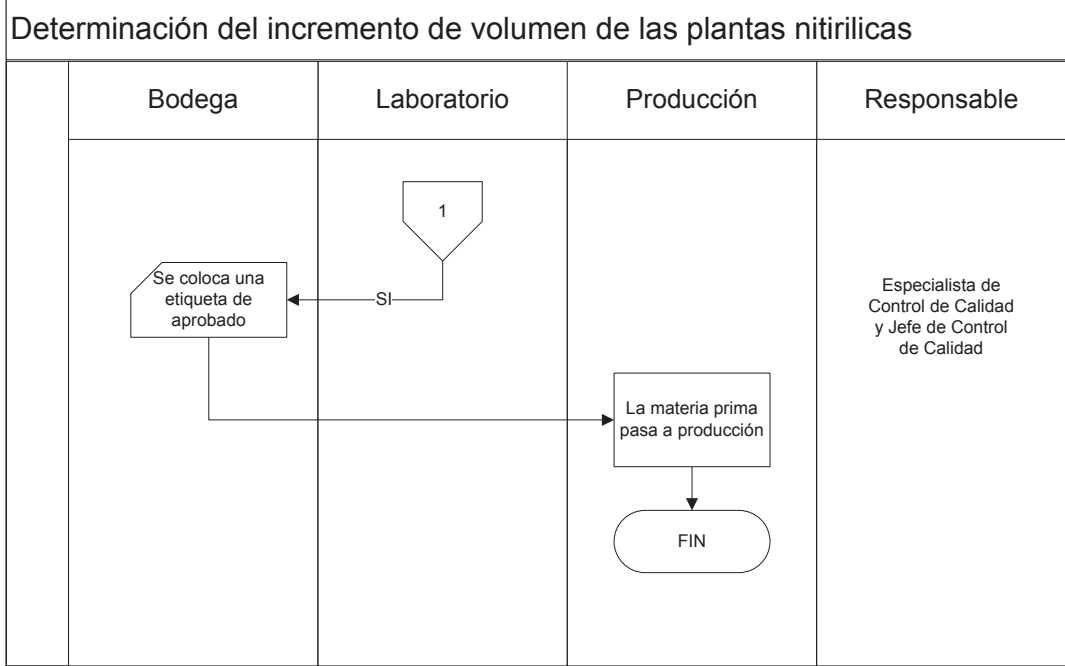 Determinación del incremento de volumen de las plantas nitirilicas
Bodega
Laboratorio
Producción
Responsable
1
Se coloca una
etiqueta de
aprobado
SI
Especialista de
Control de Calidad
y Jefe de Control
de Calidad
La materia prima
pasa a producción
FIN